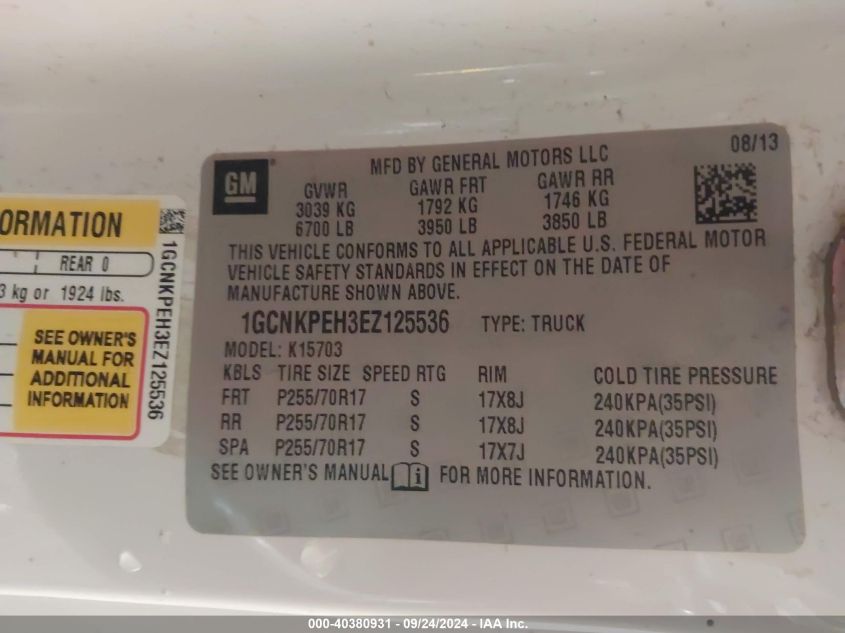 ORMATION
REAR 0
3 kg or 1924 lbs.
SEE OWNER'S
MANUAL FOR
ADDITIONAL
INFORMATION
1GCNKPEH3EZ125536
GM
MFD BY GENERAL MOTORS LLC
08/13
GVWR GAWR FRT GAWR RR
3039 KG 1792 KG 1746 KG
6700 LB 3950 LB 3850 LB
THIS VEHICLE CONFORMS TO ALL APPLICABLE U.S. FEDERAL MOTOR
VEHICLE SAFETY STANDARDS IN EFFECT ON THE DATE OF
MANUFACTURE SHOWN ABOVE.
1GCNKPEH3EZ125536 TYPE: TRUCK
MODEL: K15703
KBLS TIRE SIZE SPEED RTG RIM COLD TIRE PRESSURE
FRT P255/70R17 S 17X8J 240KPA(35PSI)
RR P255/70R17 S 17X8J 240KPA(35PSI)
SPA P255/70R17 S 17X7J 240KPA(35PSI)
SEE OWNER'S MANUAL FOR MORE INFORMATION.
000-40380931 - 09/24/2024 - IAA Inc.